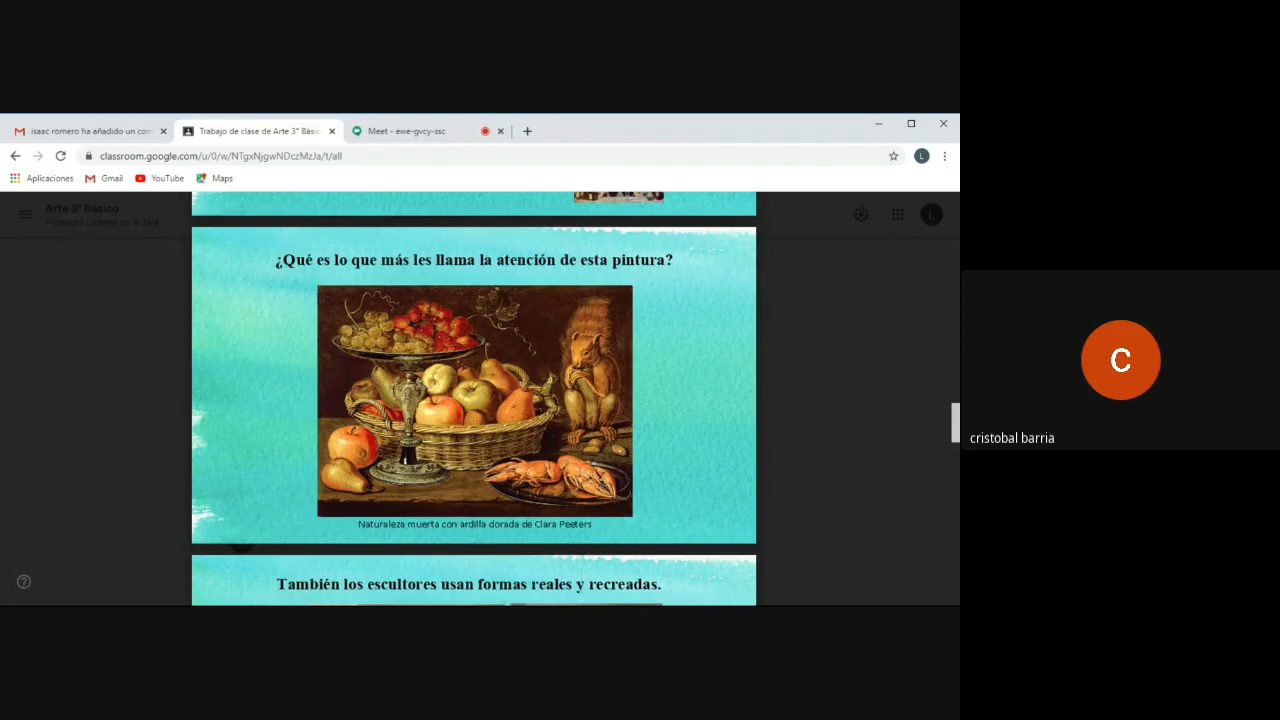 isaac romero ha añadido un com
Trabajo de clase de Arte 3° Básic
Meet - ewe-gvcy-ssc
classroom.google.com/u/0/w/NTgxNjgwNDczMzJa/t/all
L
Aplicaciones
Gmail
YouTube
Maps
Arte 3° Básico
L
¿Qué es lo que más les llama la atención de esta pintura?
Naturaleza muerta con ardilla dorada de Clara Peeters
También los escultores usan formas reales y recreadas.
C
cristobal barria